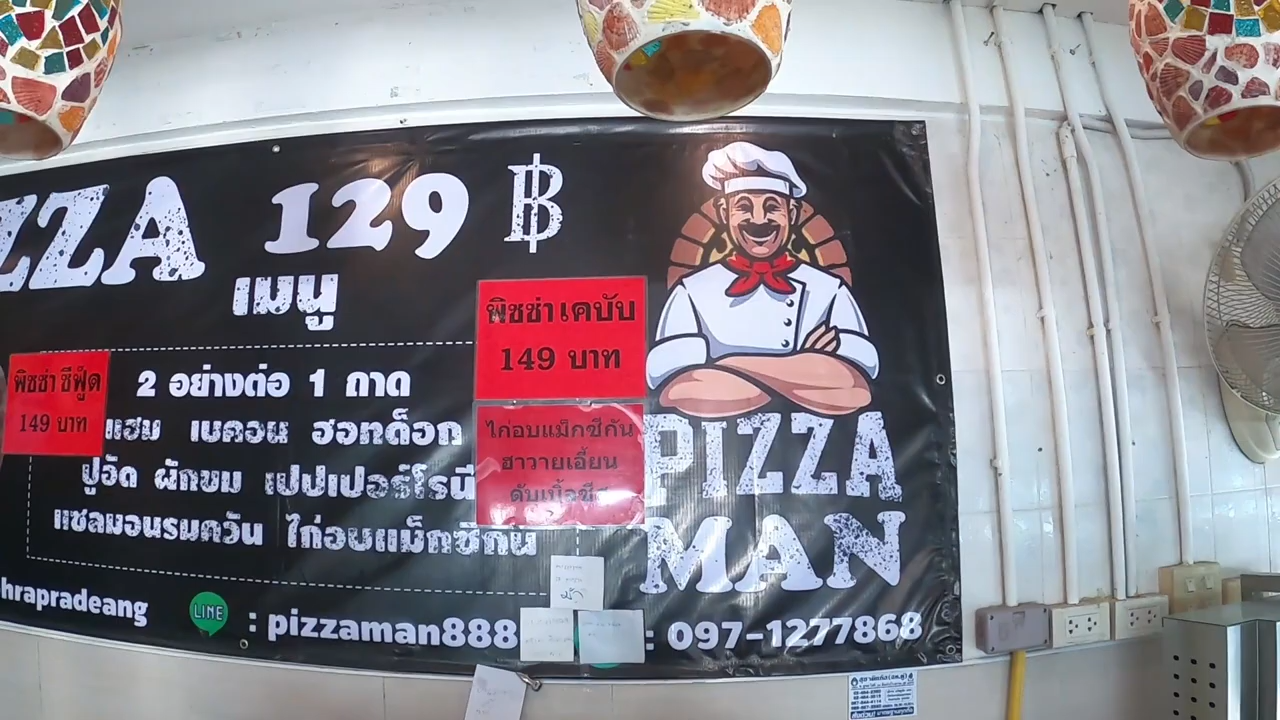 ZZA 129 ฿
เมนู
พิชซ่า ซีฟู้ด
149 บาท
2 อย่างต่อ 1 ถาด
แฮม เบคอน ฮอทด็อก
ปูอัด ผักขม เปปเปอร์โรนี
แซลมอนรมควัน ไก่อบแม็กซิกัน
พิชซ่า เคบับ
149 บาท
ไก่อบแม็กซีกัน
ฮาวายเอี้ยน
PIZZA
MAN
hrapradeang
LINE
: pizzaman888
: 097-1277868